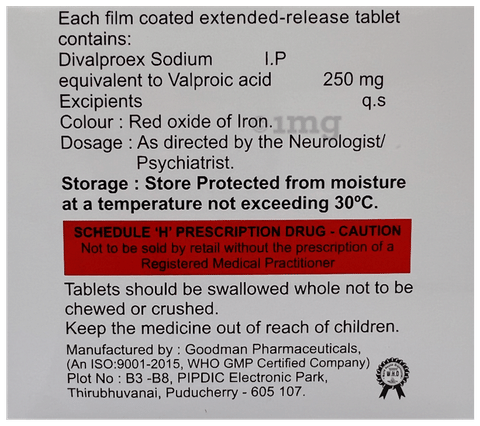 Each film coated extended-release tablet
contains:
Divalproex Sodium I.P
equivalent to Valproic acid 250 mg
Excipients q.s
Colour : Red oxide of Iron.
1mg
Dosage : As directed by the Neurologist/
Psychiatrist.
Storage : Store Protected from moisture
at a temperature not exceeding 30ºC.
SCHEDULE 'H' PRESCRIPTION DRUG - CAUTION
Not to be sold by retail without the prescription of a
Registered Medical Practitioner
Tablets should be swallowed whole not to be
chewed or crushed.
Keep the medicine out of reach of children.
Manufactured by : Goodman Pharmaceuticals,
(An ISO:9001-2015, WHO GMP Certified Company)
Plot No : B3 -B8, PIPDIC Electronic Park,
Thirubhuvanai, Puducherry - 605 107.
W.H.O